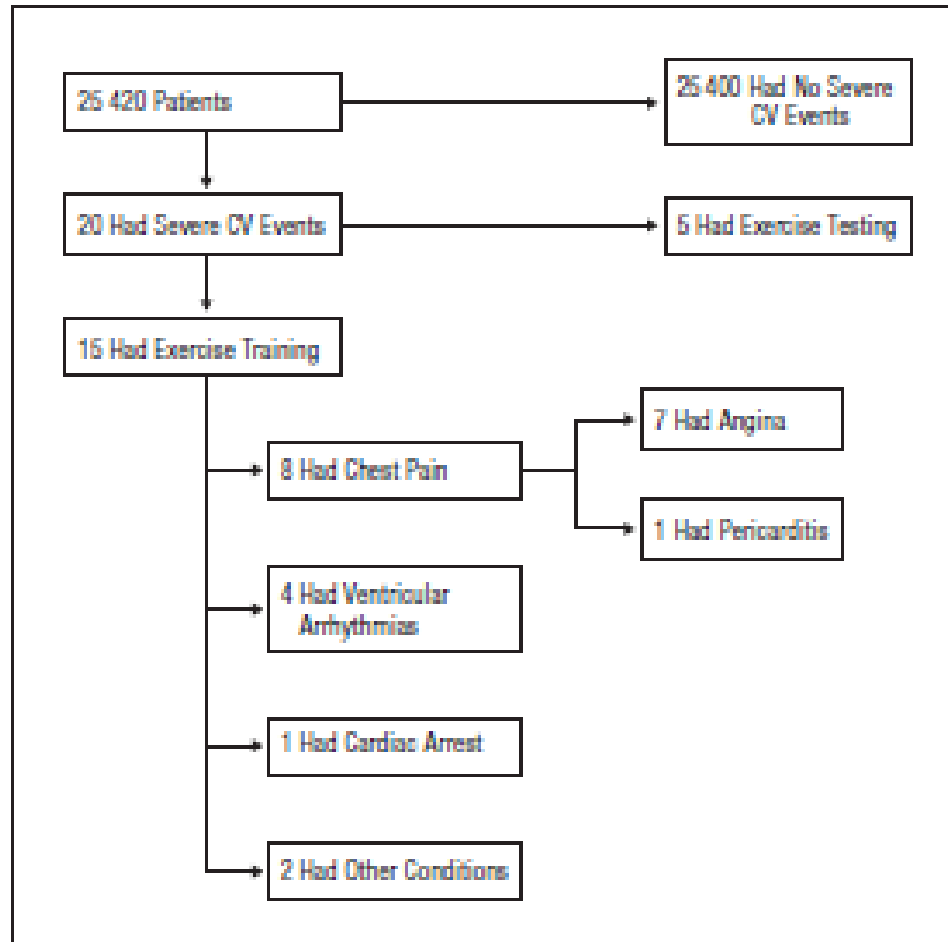 25 420 Patients
25 400 Had No Severe
CV Events
20 Had Severe CV Events
5 Had Exercise Testing
15 Had Exercise Training
8 Had Chest Pain
7 Had Angina
1 Had Pericarditis
4 Had Ventricular
Arrhythmias
1 Had Cardiac Arrest
2 Had Other Conditions